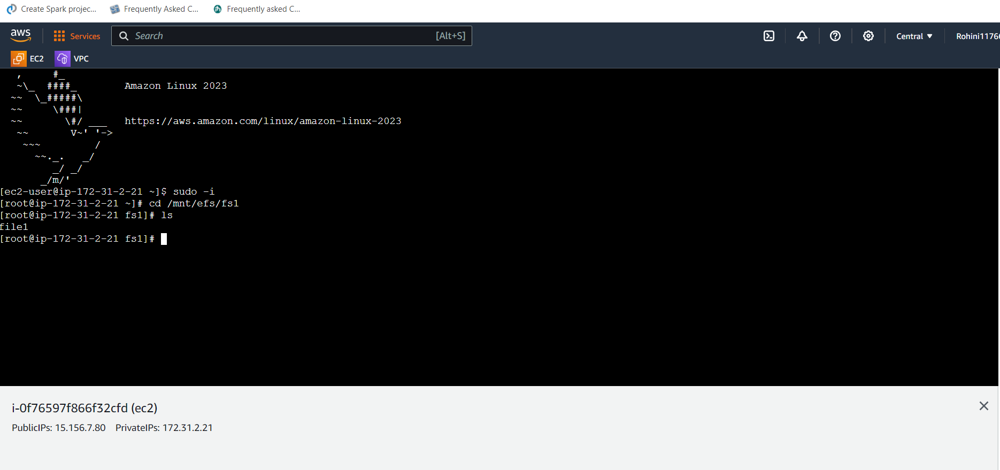 Create Spark projec... Frequently Asked C... Frequently asked C...
aws Services Search [Alt+S] Central ▼ Rohini1176
EC2 VPC
   ,     #_
   ~\_  ####_        Amazon Linux 2023
  ~~  \_#####\
  ~~     \###|
  ~~       \#/ ___   https://aws.amazon.com/linux/amazon-linux-2023
   ~~       V~' '->
    ~~~         /
      ~~._.   _/
         _/ _/
       _/m/'
[ec2-user@ip-172-31-2-21 ~]$ sudo -i
[root@ip-172-31-2-21 ~]# cd /mnt/efs/fs1
[root@ip-172-31-2-21 fs1]# ls
file1
[root@ip-172-31-2-21 fs1]#
i-0f76597f866f32cfd (ec2)
PublicIPs: 15.156.7.80 PrivateIPs: 172.31.2.21